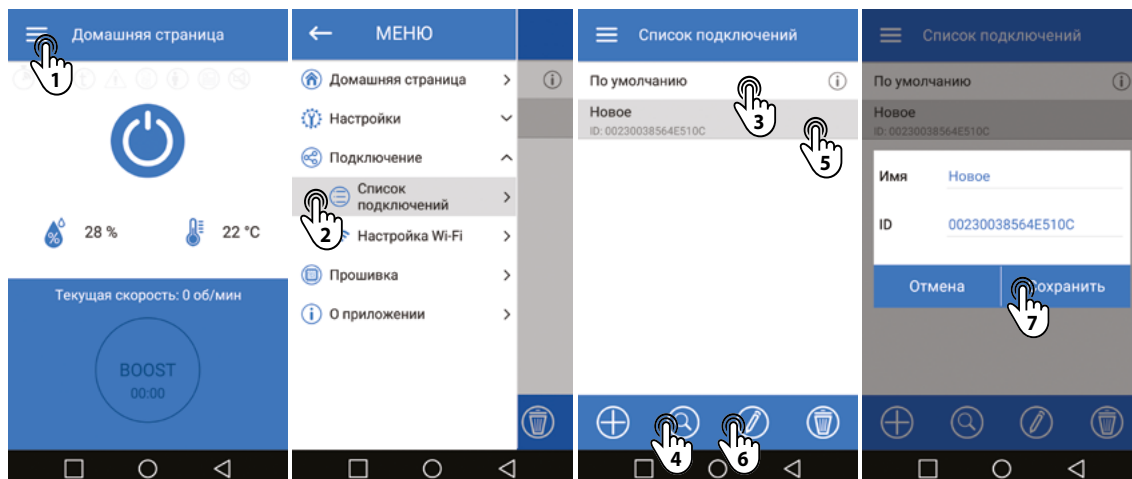 Домашняя страница
1
28 %
22 °C
Текущая скорость: 0 об/мин
BOOST
00:00
МЕНЮ
Домашняя страница
Настройки
Подключение
Список
подключений
2
Настройка Wi-Fi
Прошивка
О приложении
Список подключений
По умолчанию
3
Новое
ID: 00230038564E510C
5
4
6
Список подключений
По умолчанию
Новое
ID: 00230038564E510C
Имя
Новое
ID
00230038564E510C
Отмена
Сохранить
7